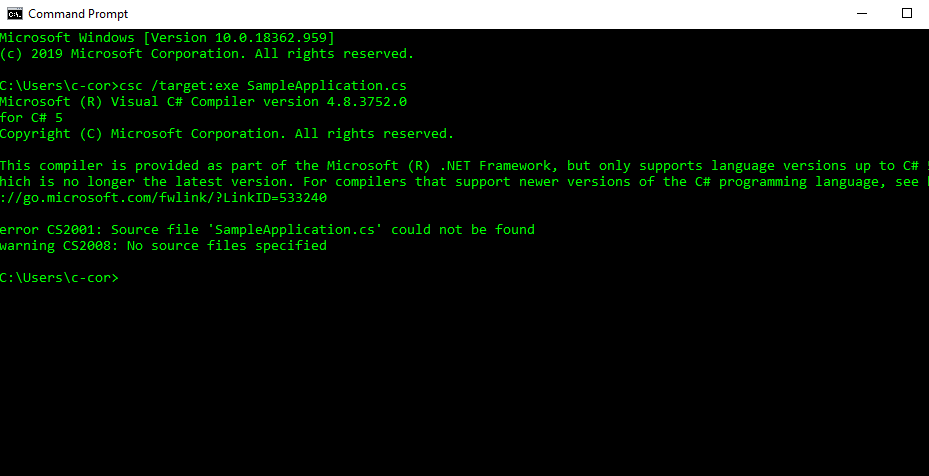 Command Prompt
Microsoft Windows [Version 10.0.18362.959]
(c) 2019 Microsoft Corporation. All rights reserved.
C:\Users\c-cor>csc /target:exe SampleApplication.cs
Microsoft (R) Visual C# Compiler version 4.8.3752.0
for C# 5
Copyright (C) Microsoft Corporation. All rights reserved.
This compiler is provided as part of the Microsoft (R) .NET Framework, but only supports language versions up to C#
hich is no longer the latest version. For compilers that support newer versions of the C# programming language, see
://go.microsoft.com/fwlink/?LinkID=533240
error CS2001: Source file 'SampleApplication.cs' could not be found
warning CS2008: No source files specified
C:\Users\c-cor>